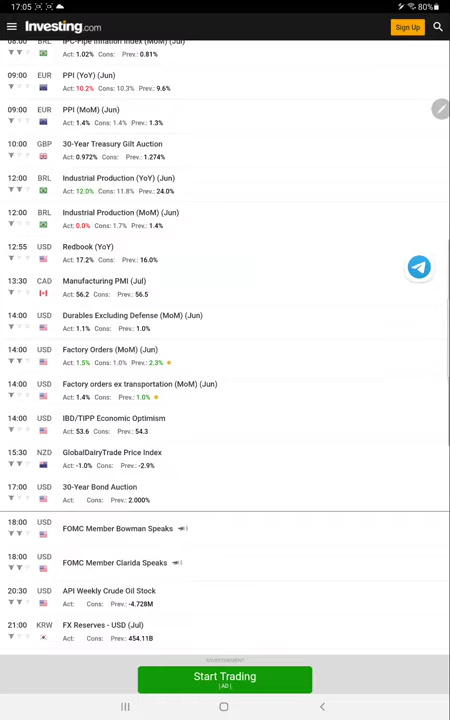 17:05
80%
Investing.com
Sign Up
08:00 BRL IPC-Fipe Inflation Index (MoM) (Jul)
Act: 1.02% Cons: Prev.: 0.81%
09:00 EUR PPI (YoY) (Jun)
Act: 10.2% Cons: 10.3% Prev.: 9.6%
09:00 EUR PPI (MoM) (Jun)
Act: 1.4% Cons: 1.4% Prev.: 1.3%
10:00 GBP 30-Year Treasury Gilt Auction
Act: 0.972% Cons: Prev.: 1.274%
12:00 BRL Industrial Production (YoY) (Jun)
Act: 12.0% Cons: 11.8% Prev.: 24.0%
12:00 BRL Industrial Production (MoM) (Jun)
Act: 0.0% Cons: 1.7% Prev.: 1.4%
12:55 USD Redbook (YoY)
Act: 17.2% Cons: Prev.: 16.0%
13:30 CAD Manufacturing PMI (Jul)
Act: 56.2 Cons: Prev.: 56.5
14:00 USD Durables Excluding Defense (MoM) (Jun)
Act: 1.1% Cons: Prev.: 1.0%
14:00 USD Factory Orders (MoM) (Jun)
Act: 1.5% Cons: 1.0% Prev.: 2.3%
14:00 USD Factory orders ex transportation (MoM) (Jun)
Act: 1.4% Cons: Prev.: 1.0%
14:00 USD IBD/TIPP Economic Optimism
Act: 53.6 Cons: Prev.: 54.3
15:30 NZD GlobalDairyTrade Price Index
Act: -1.0% Cons: Prev.: -2.9%
17:00 USD 30-Year Bond Auction
Act: Cons: Prev.: 2.000%
18:00 USD FOMC Member Bowman Speaks
18:00 USD FOMC Member Clarida Speaks
20:30 USD API Weekly Crude Oil Stock
Act: Cons: Prev.: -4.728M
21:00 KRW FX Reserves - USD (Jul)
Act: Cons: Prev.: 454.11B
ADVERTISEMENT
Start Trading
| AD |